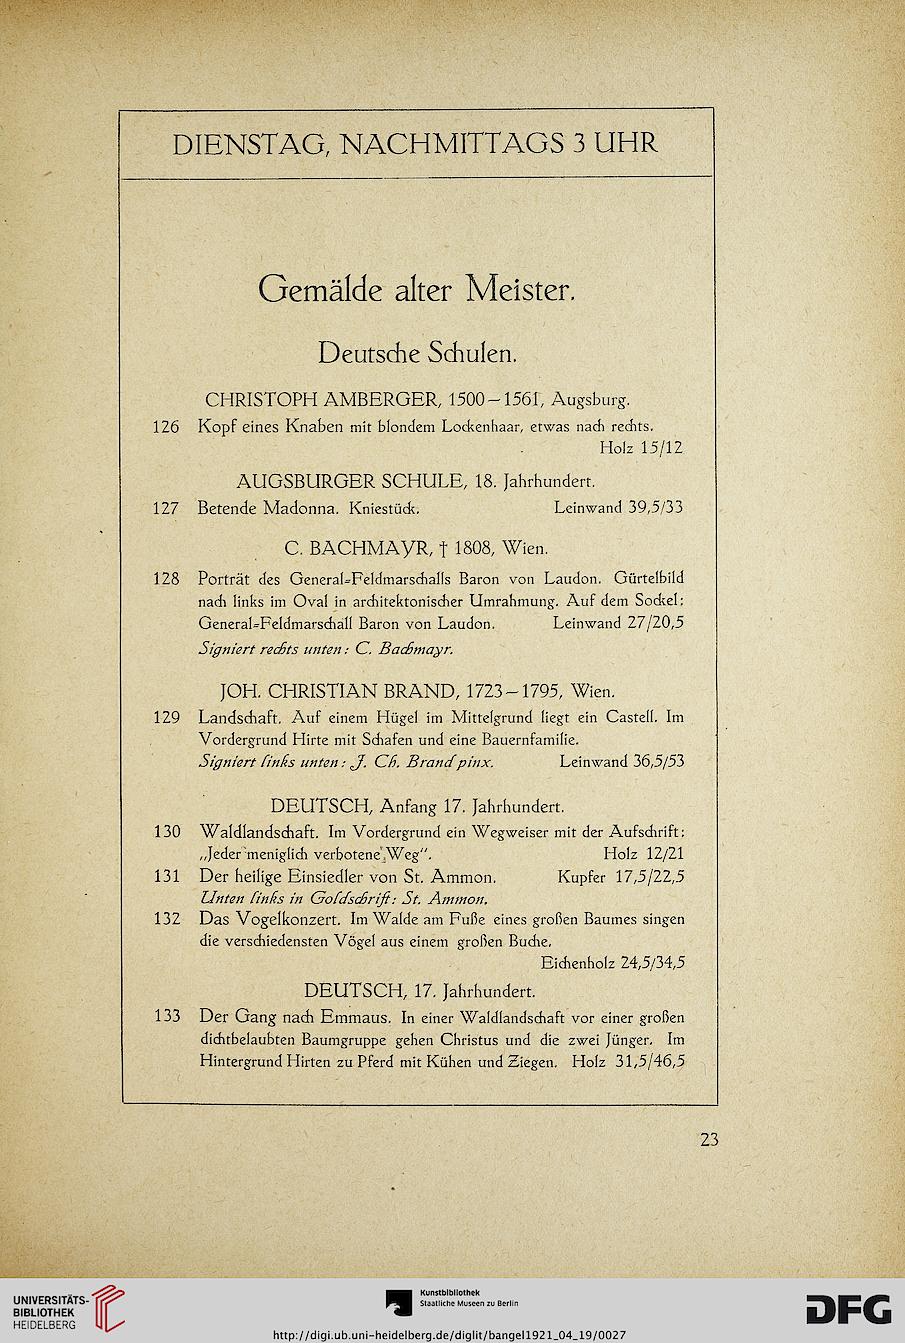 DIENSTAG, NACHMITTAGS 3 UHR
Gemälde alter Meister.
Deutsche Schulen.
CHRISTOPH AMBERGER, 1500–1561, Augsburg.
126 Kopf eines Knaben mit blondem Lockenhaar, etwas nach rechts.
Holz 15/12
AUGSBURGER SCHULE, 18. Jahrhundert.
127 Betende Madonna. Kniestück. Leinwand 39,5/33
C. BACHMAYR, † 1808, Wien.
128 Porträt des General-Feldmarschalls Baron von Laudon. Gürtelbild
nach links im Oval in architektonischer Umrahmung. Auf dem Sockel:
General-Feldmarschall Baron von Laudon. Leinwand 27/20,5
Signiert rechts unten: C. Bachmayr.
JOH. CHRISTIAN BRAND, 1723–1795, Wien.
129 Landschaft. Auf einem Hügel im Mittelgrund liegt ein Castell. Im
Vordergrund Hirte mit Schafen und eine Bauernfamilie.
Signiert links unten: J. Ch. Brand pinx. Leinwand 36,5/53
DEUTSCH, Anfang 17. Jahrhundert.
130 Waldlandschaft. Im Vordergrund ein Wegweiser mit der Aufschrift:
„Jeder meniglich verbotene Weg". Holz 12/21
131 Der heilige Einsiedler von St. Ammon. Kupfer 17,5/22,5
Unten links in Goldschrift: St. Ammon.
132 Das Vogelkonzert. Im Walde am Fuße eines großen Baumes singen
die verschiedensten Vögel aus einem großen Buche.
Eichenholz 24,5/34,5
DEUTSCH, 17. Jahrhundert.
133 Der Gang nach Emmaus. In einer Waldlandschaft vor einer großen
dichtbelaubten Baumgruppe gehen Christus und die zwei Jünger. Im
Hintergrund Hirten zu Pferd mit Kühen und Ziegen. Holz 31,5/46,5
23
UNIVERSITÄTS-
BIBLIOTHEK
HEIDELBERG
Kunstbibliothek
Staatliche Museen zu Berlin
DFG
http://digi.ub.uni-heidelberg.de/diglit/bangel1921_04_19/0027